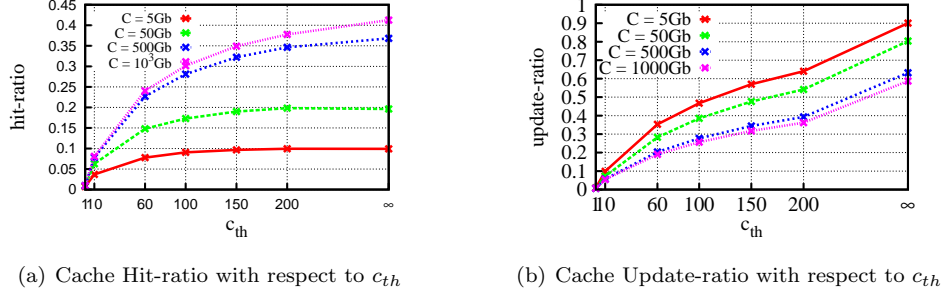 0.45
0.4
0.35
0.3
0.25
0.2
0.15
0.1
0.05
0
hit-ratio
C = 5Gb
C = 50Gb
C = 500Gb
C = 10³Gb
1 10 60 100 150 200 ∞
c_th
(a) Cache Hit-ratio with respect to c_th
1
0.9
0.8
0.7
0.6
0.5
0.4
0.3
0.2
0.1
0
update-ratio
C = 5Gb
C = 50Gb
C = 500Gb
C = 1000Gb
1 10 60 100 150 200 ∞
c_th
(b) Cache Update-ratio with respect to c_th